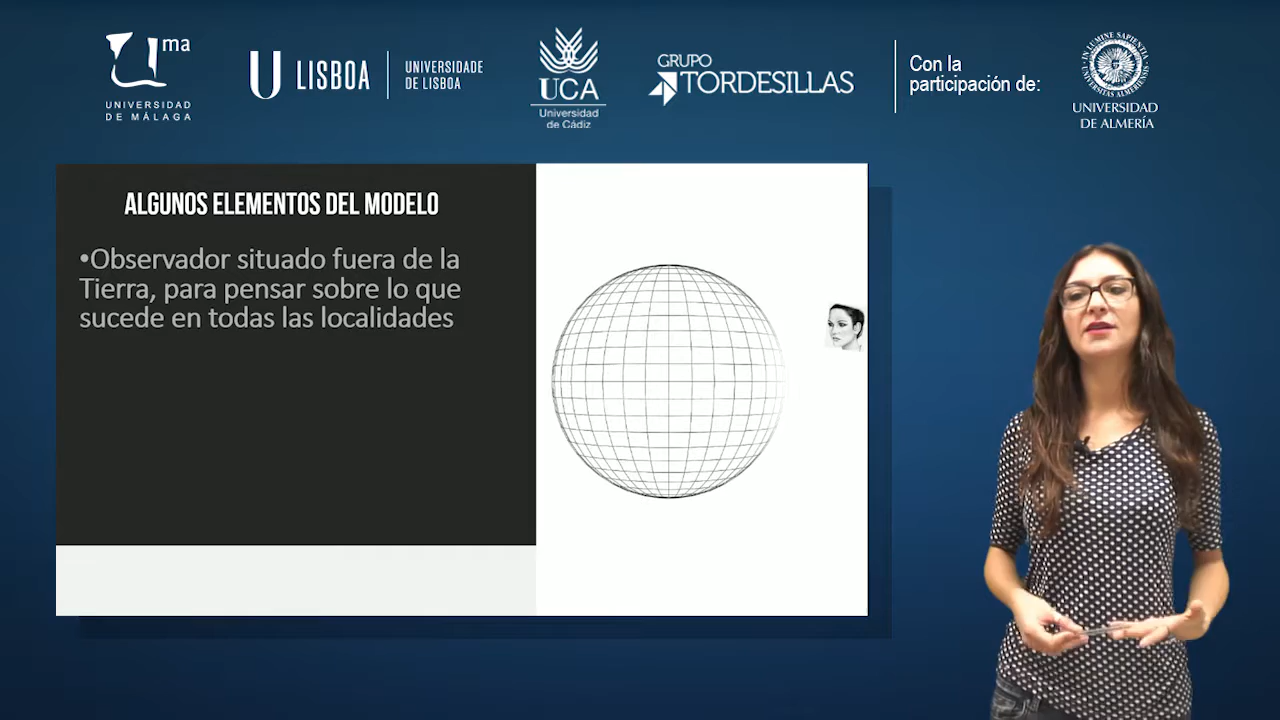 ma
UNIVERSIDAD
DE MÁLAGA
U LISBOA
UNIVERSIDADE
DE LISBOA
UCA
Universidad
de Cádiz
GRUPO
TORDESILLAS
Con la
participación de:
UNIVERSIDAD
DE ALMERÍA
ALGUNOS ELEMENTOS DEL MODELO
•Observador situado fuera de la
Tierra, para pensar sobre lo que
sucede en todas las localidades